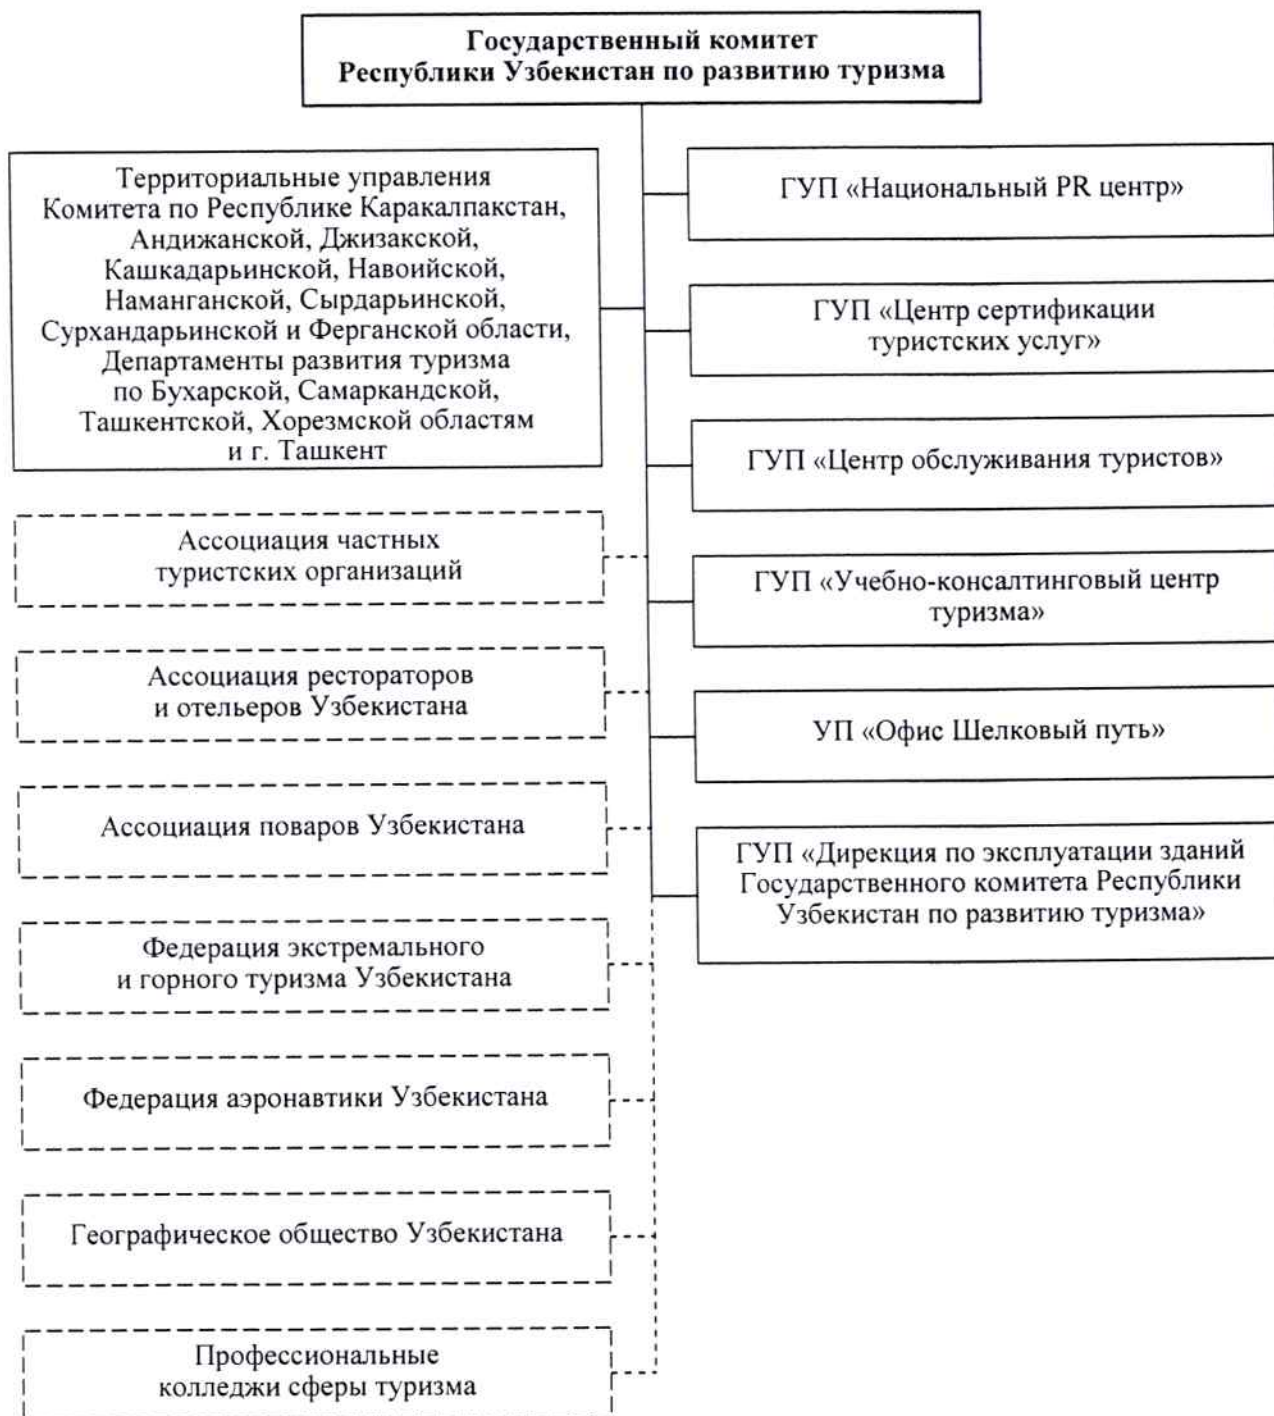 Государственный комитет
Республики Узбекистан по развитию туризма
Территориальные управления
Комитета по Республике Каракалпакстан,
Андижанской, Джизакской,
Кашкадарьинской, Навоийской,
Наманганской, Сырдарьинской,
Сурхандарьинской и Ферганской области,
Департаменты развития туризма
по Бухарской, Самаркандской,
Ташкентской, Хорезмской областям
и г. Ташкент
Ассоциация частных
туристских организаций
Ассоциация рестораторов
и отельеров Узбекистана
Ассоциация поваров Узбекистана
Федерация экстремального
и горного туризма Узбекистана
Федерация аэронавтики Узбекистана
Географическое общество Узбекистана
Профессиональные
колледжи сферы туризма
ГУП «Национальный PR центр»
ГУП «Центр сертификации
туристских услуг»
ГУП «Центр обслуживания туристов»
ГУП «Учебно-консалтинговый центр
туризма»
УП «Офис Шелковый путь»
ГУП «Дирекция по эксплуатации зданий
Государственного комитета Республики
Узбекистан по развитию туризма»